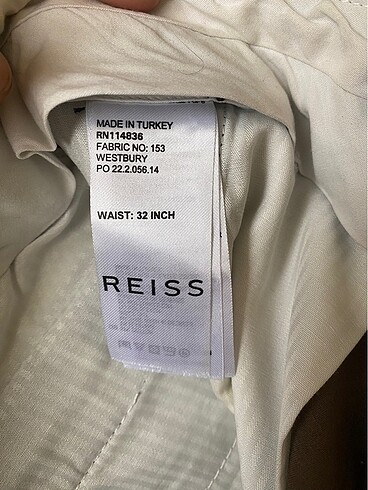 MADE IN TURKEY
RN114836
FABRIC NO: 153
WESTBURY
PO 22.2.056.14
WAIST: 32 INCH
REISS